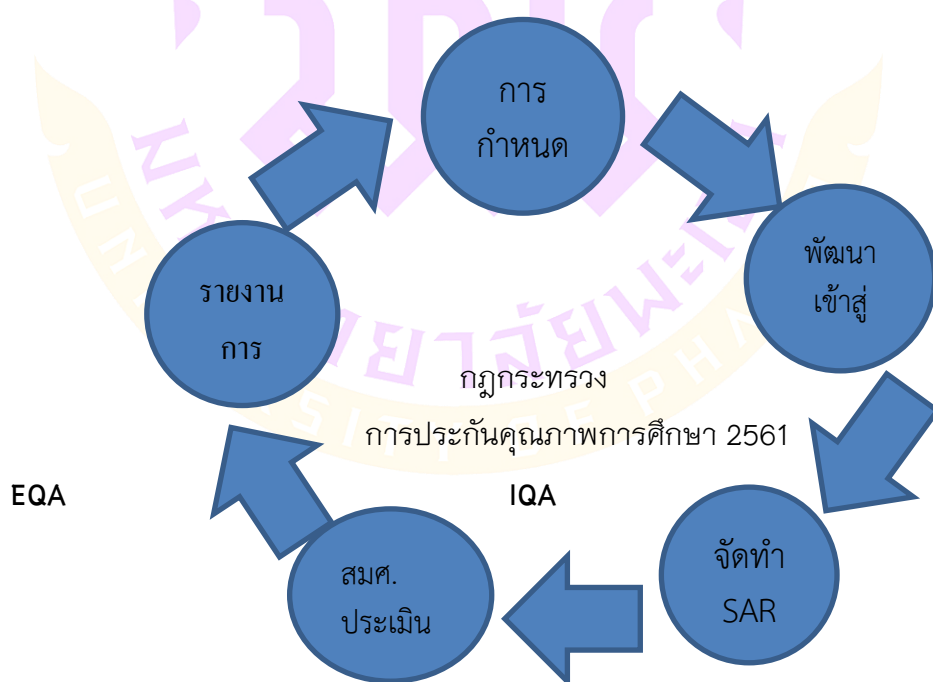 การ
กำหนด
พัฒนา
เข้าสู่
รายงาน
การ
กฎกระทรวง
การประกันคุณภาพการศึกษา 2561
EQA
IQA
จัดทำ
SAR
สมศ.
ประเมิน